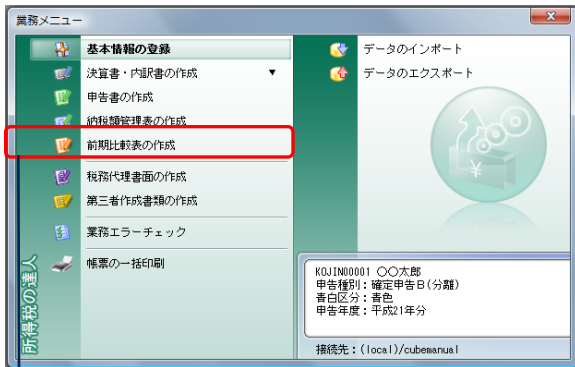 業務メニュー
基本情報の登録
決算書・内訳書の作成 ▼
申告書の作成
納税額管理表の作成
前期比較表の作成
税務代理書面の作成
第三者作成書類の作成
業務エラーチェック
帳票の一括印刷
データのインポート
データのエクスポート
所得税の達人
KOJIN00001 〇〇太郎
申告種別：確定申告B(分離)
青白区分：青色
申告年度：平成21年分
接続先：(local)/cubemanual